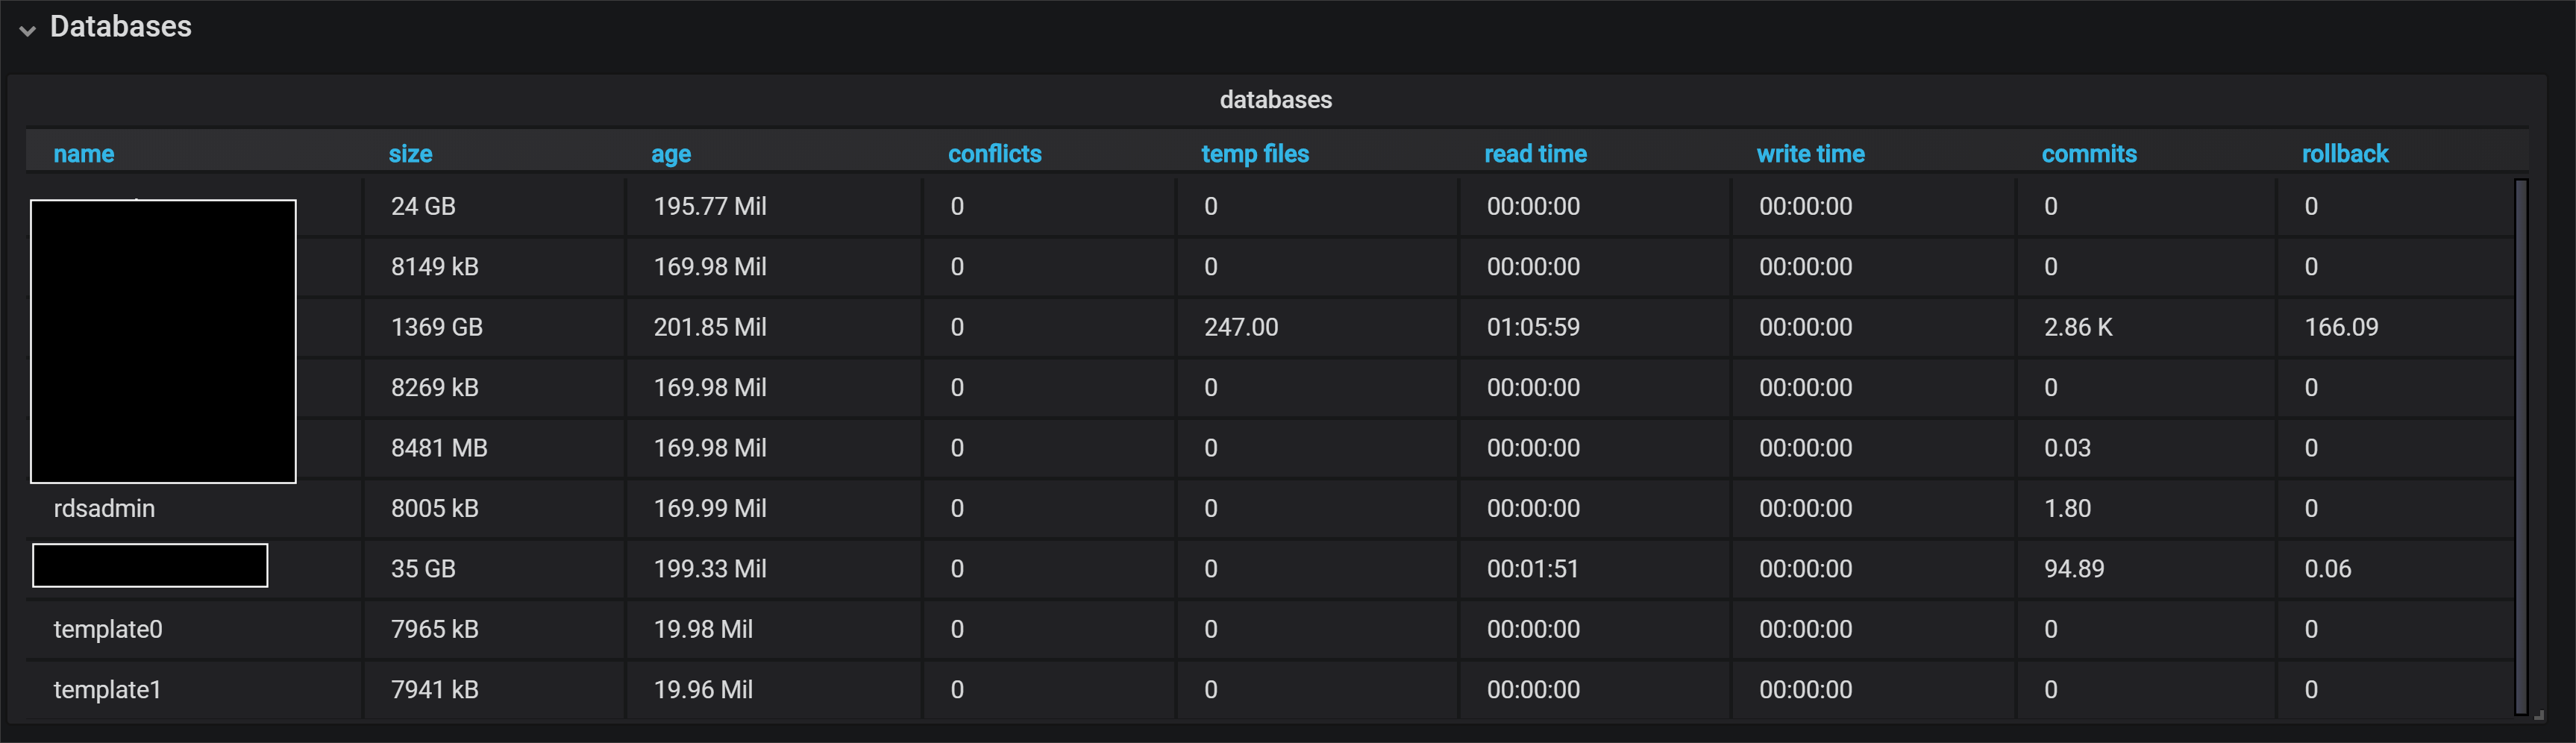 Databases
databases
name size age conflicts temp files read time write time commits rollback
24 GB 195.77 Mil 0 0 00:00:00 00:00:00 0 0
8149 kB 169.98 Mil 0 0 00:00:00 00:00:00 0 0
1369 GB 201.85 Mil 0 247.00 01:05:59 00:00:00 2.86 K 166.09
8269 kB 169.98 Mil 0 0 00:00:00 00:00:00 0 0
8481 MB 169.98 Mil 0 0 00:00:00 00:00:00 0.03 0
rdsadmin 8005 kB 169.99 Mil 0 0 00:00:00 00:00:00 1.80 0
35 GB 199.33 Mil 0 0 00:01:51 00:00:00 94.89 0.06
template0 7965 kB 19.98 Mil 0 0 00:00:00 00:00:00 0 0
template1 7941 kB 19.96 Mil 0 0 00:00:00 00:00:00 0 0